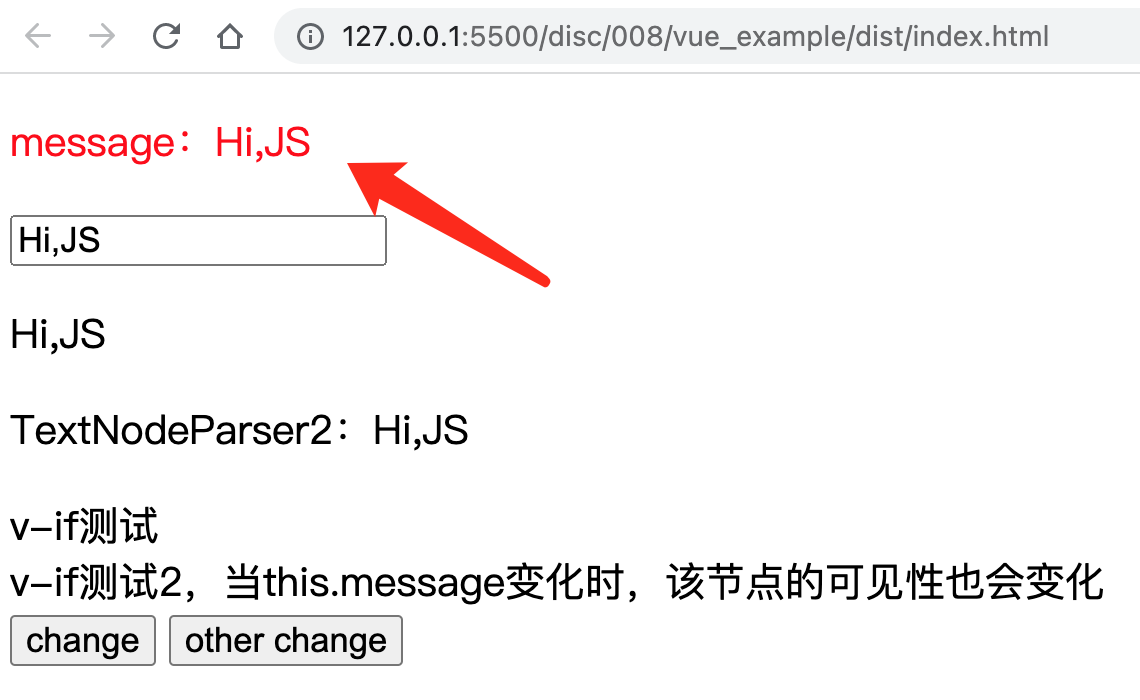 127.0.0.1:5500/disc/008/vue_example/dist/index.html
message：Hi,JS
Hi,JS
Hi,JS
TextNodeParser2：Hi,JS
v-if测试
v-if测试2，当this.message变化时，该节点的可见性也会变化
change other change